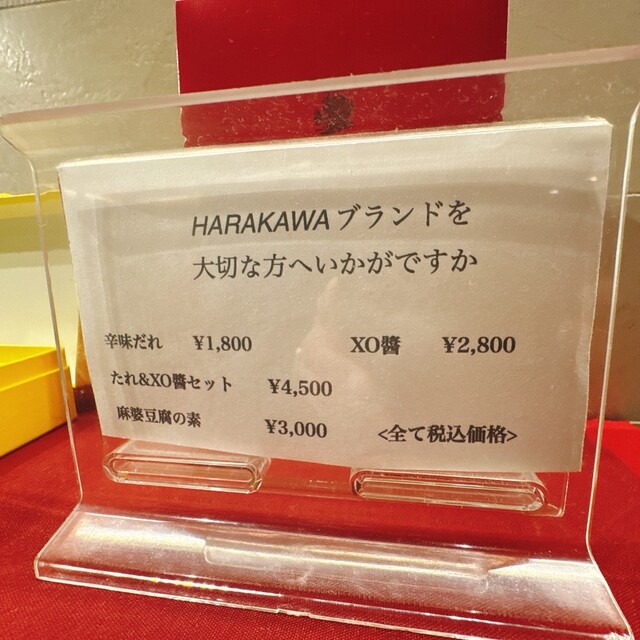 HARAKAWAブランドを
大切な方へいかがですか
辛味だれ ¥1,800 XO醬 ¥2,800
たれ&XO醬セット ¥4,500
麻婆豆腐の素 ¥3,000 <全て税込価格>